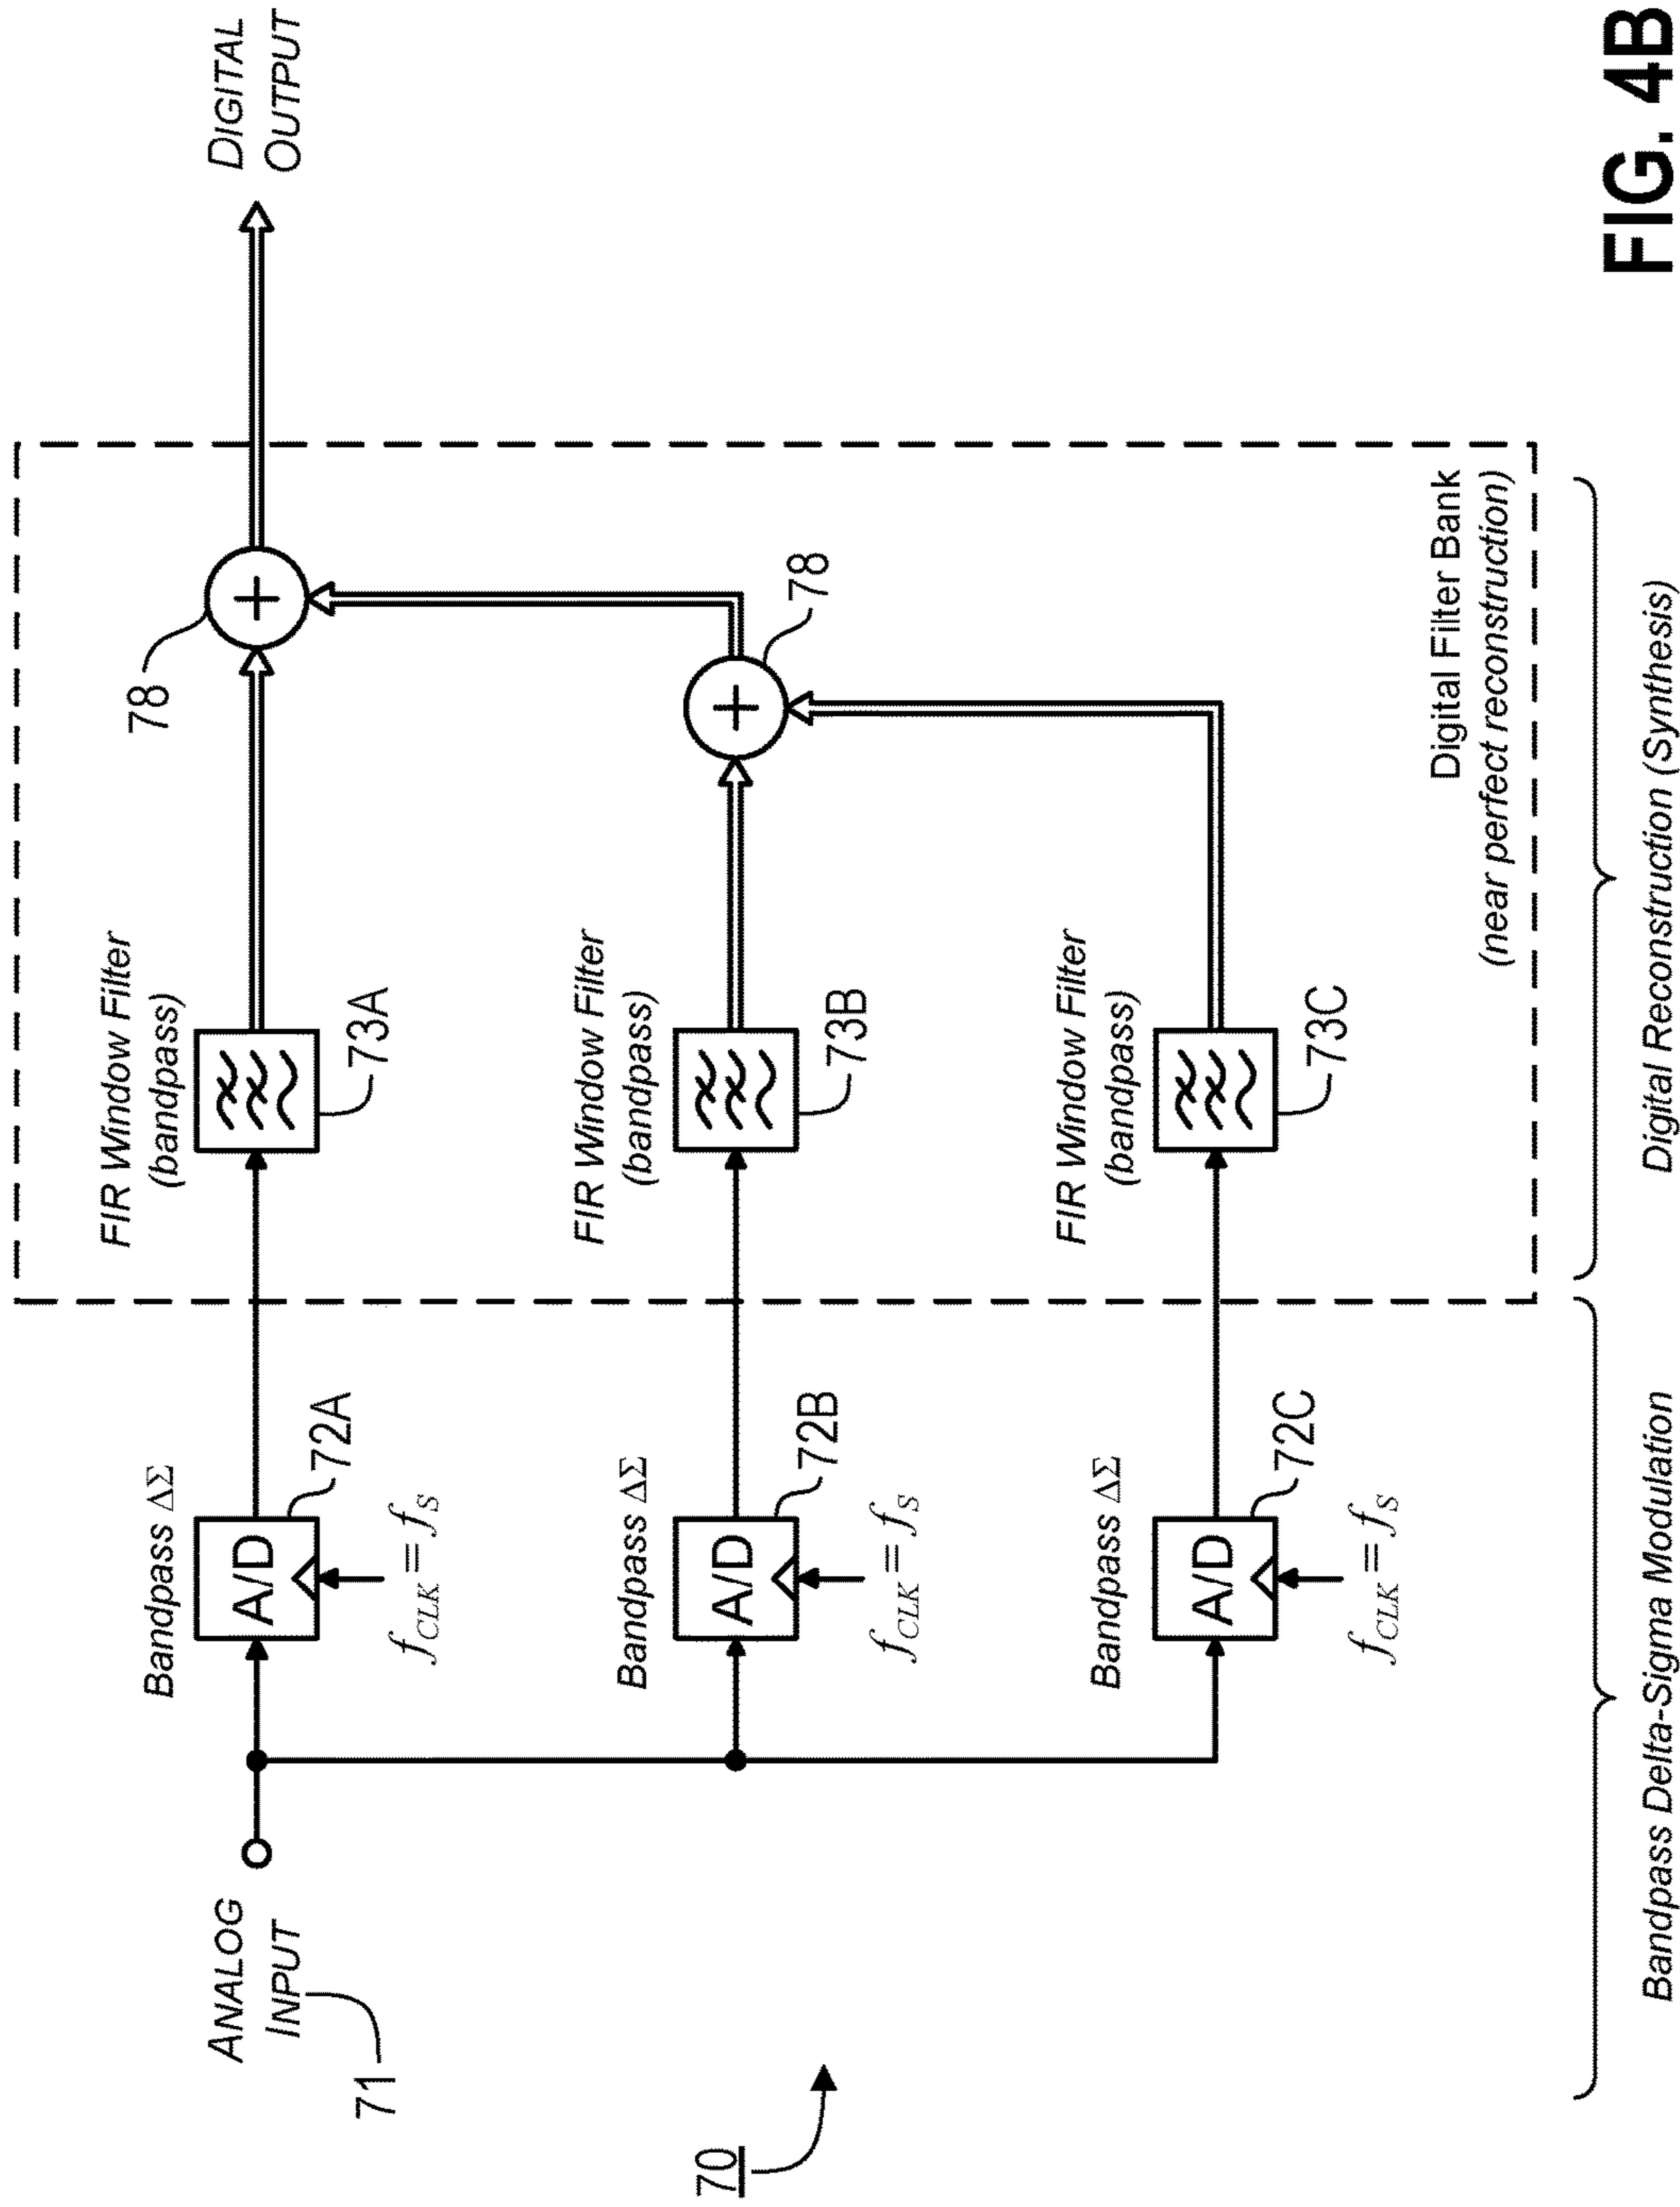 ANALOG
INPUT
71
70
Bandpass ΔΣ
A/D
72A
f_CLK = f_S
Bandpass ΔΣ
A/D
72B
f_CLK = f_S
Bandpass ΔΣ
A/D
72C
f_CLK = f_S
FIR Window Filter
(bandpass)
73A
FIR Window Filter
(bandpass)
73B
FIR Window Filter
(bandpass)
73C
78
+
78
+
DIGITAL
OUTPUT
Digital Filter Bank
(near perfect reconstruction)
Bandpass Delta-Sigma Modulation
Digital Reconstruction (Synthesis)
FIG. 4B